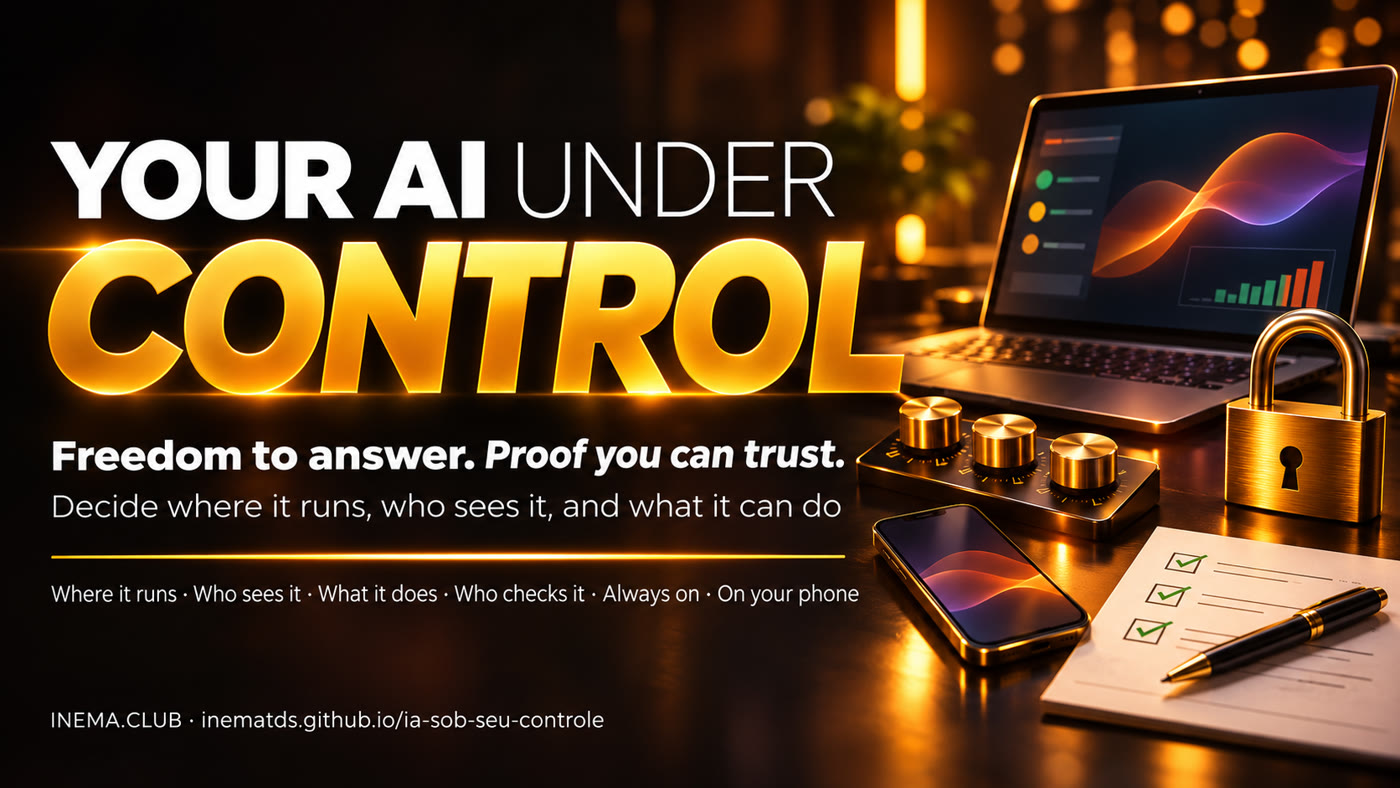 YOUR AI UNDER
CONTROL
Freedom to answer. Proof you can trust.
Decide where it runs, who sees it, and what it can do
Where it runs · Who sees it · What it does · Who checks it · Always on · On your phone
INEMA.CLUB · inematds.github.io/ia-sob-seu-controle